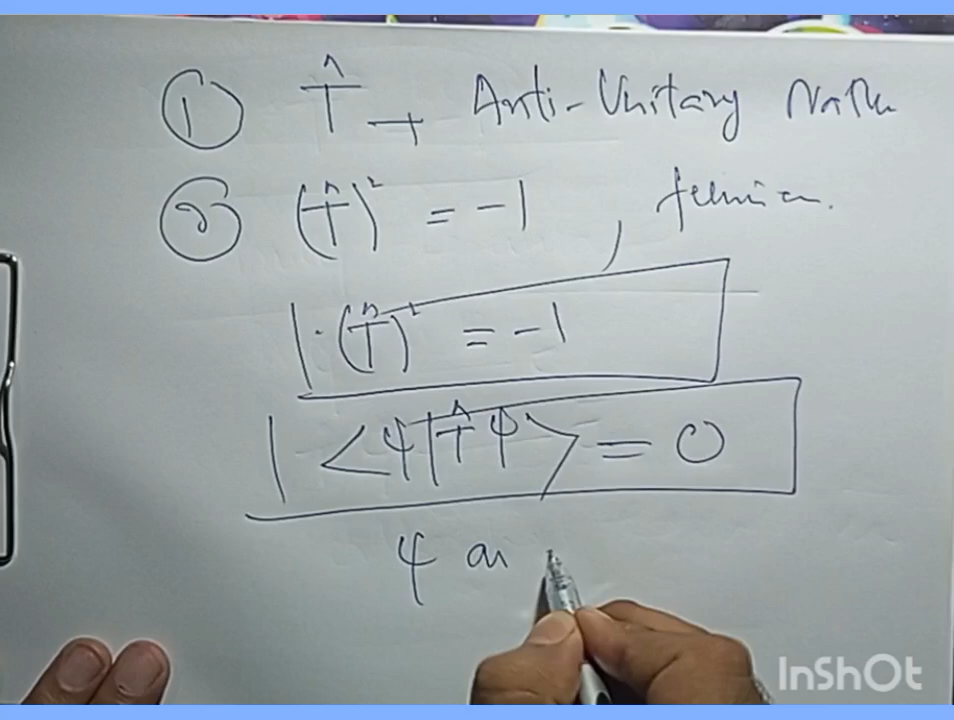 ① T̂ → Anti-Unitary Natu
② (T̂)² = -1, fermion.
(T̂)² = -1
<ψ|T̂ψ> = 0
ψ an
InShOt